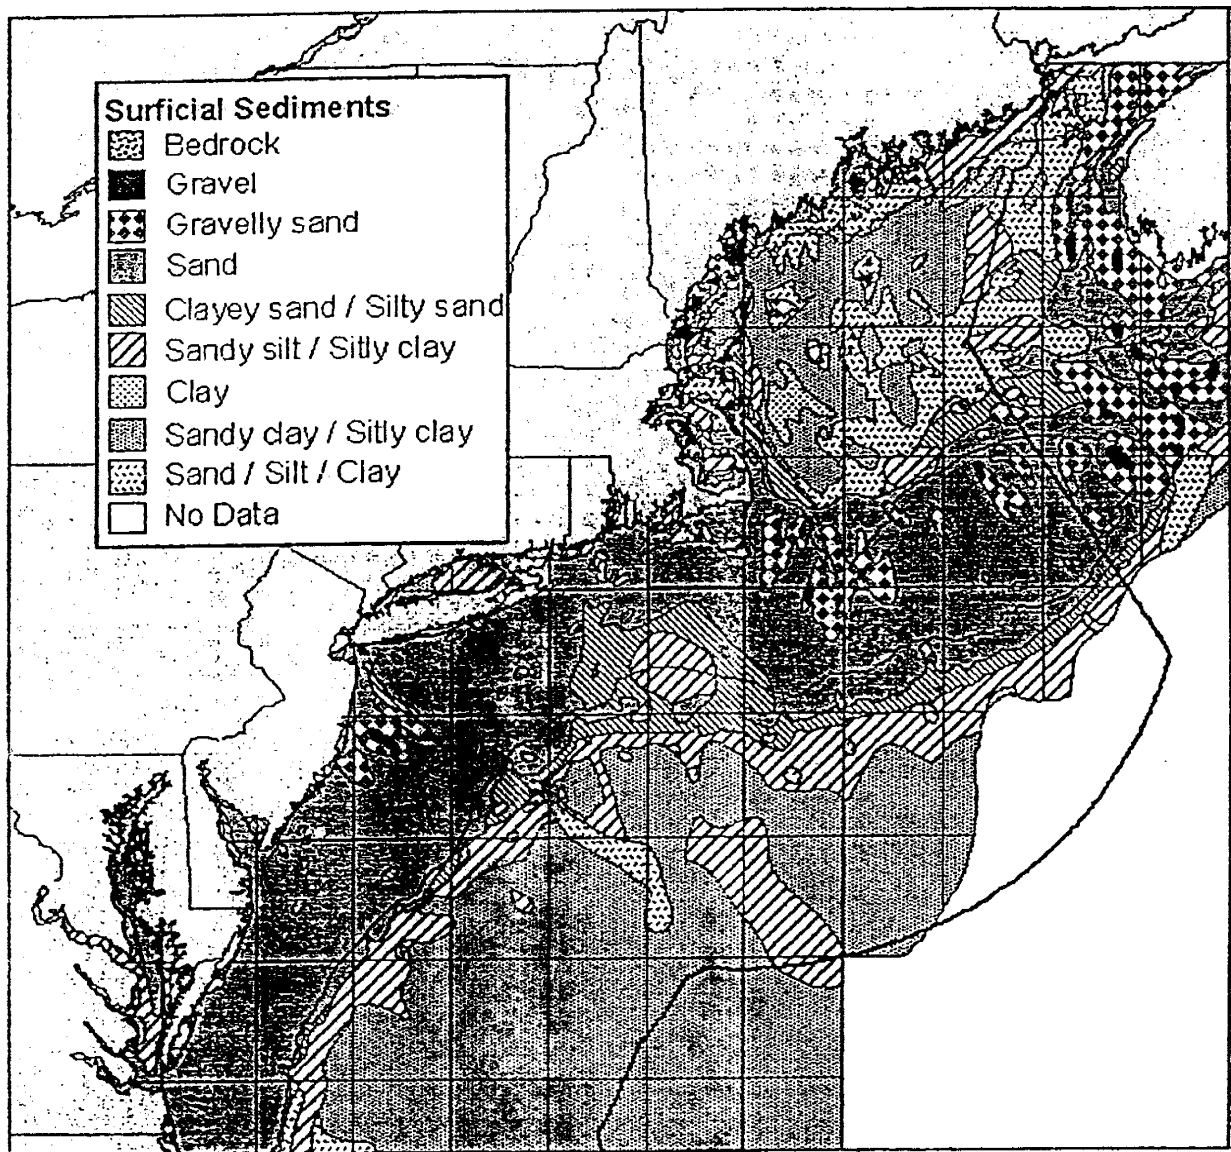 Surficial Sediments
Bedrock
Gravel
Gravelly sand
Sand
Clayey sand / Silty sand
Sandy silt / Sitly clay
Clay
Sandy clay / Sitly clay
Sand / Silt / Clay
No Data